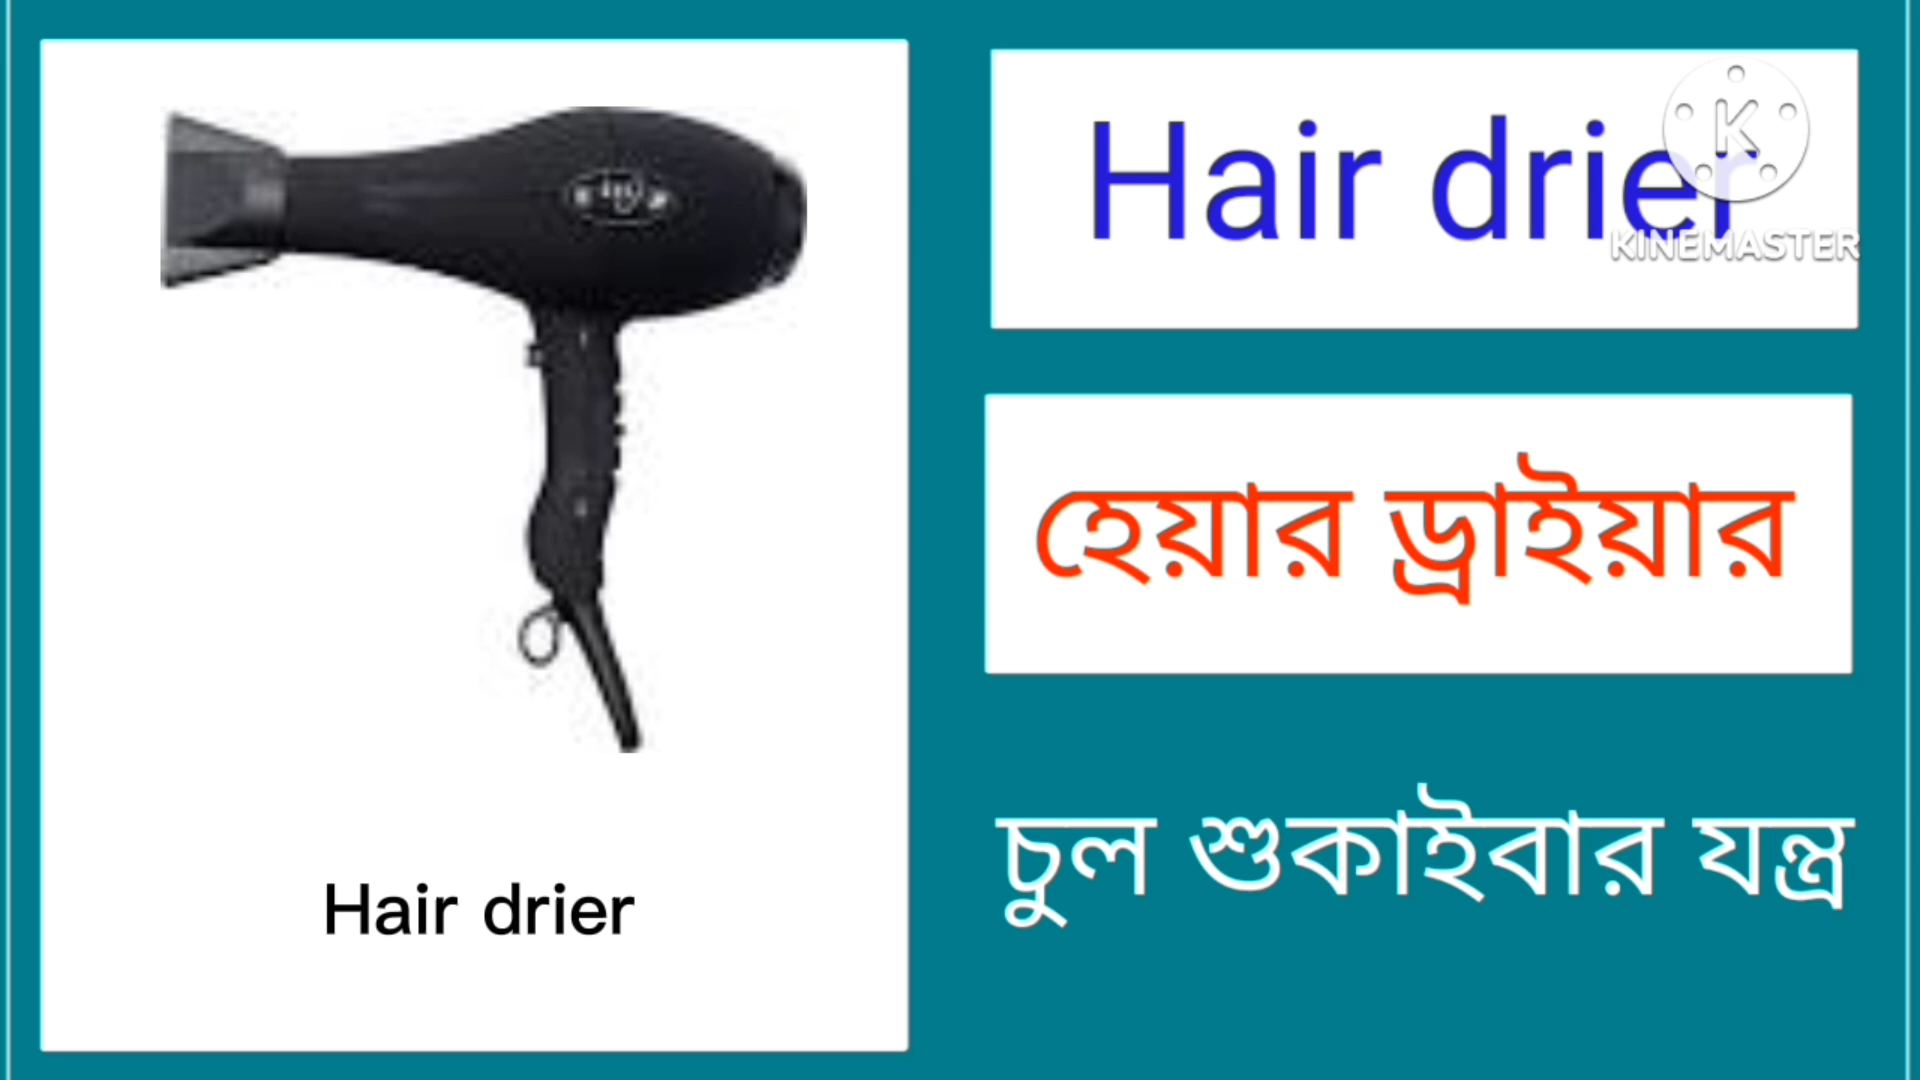 Hair drier
Hair drier
KINEMASTER
হেয়ার ড্রাইয়ার
চুল শুকাইবার যন্ত্র